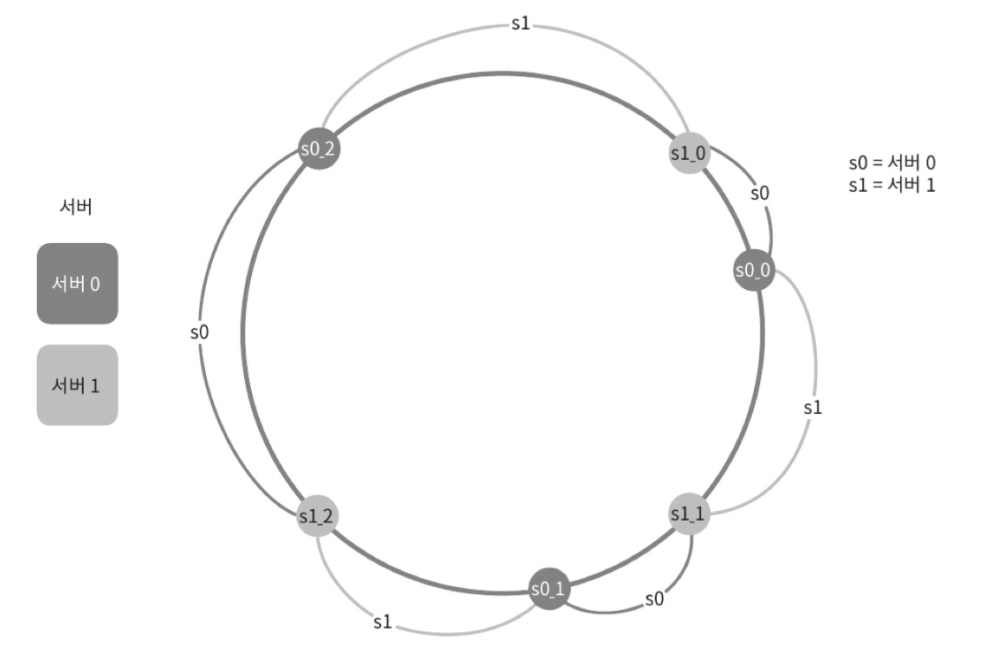 s1
s0_2
s1_0
s0 = 서버 0
s1 = 서버 1
s0
서버
s0_0
서버 0
s0
서버 1
s1
s1_2
s1_1
s0_1
s0
s1